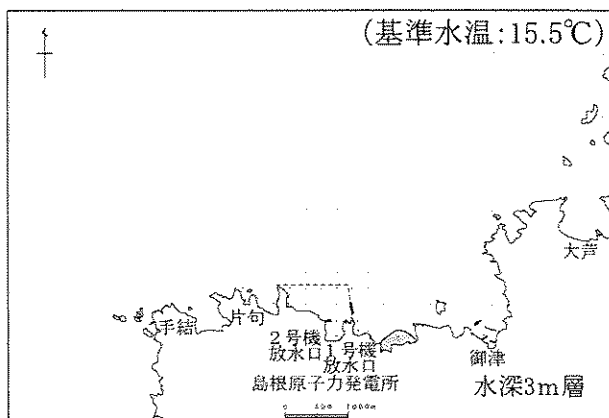 (基準水温:15.5℃)
大芦
手結
片句
2号機
放水口
1号機
放水口
御津
島根原子力発電所
水深3m層
0
1000m